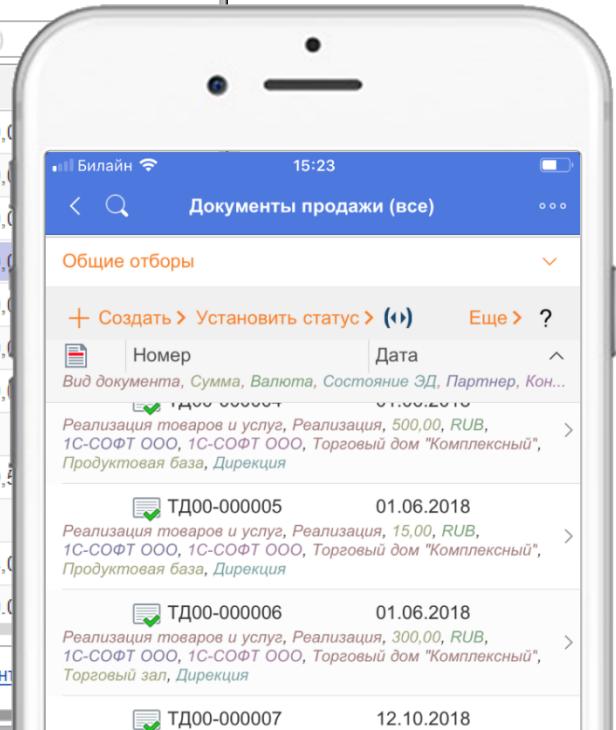 Билайн 15:23
Документы продажи (все)
Общие отборы
Создать Установить статус Еще ?
Номер Дата
Вид документа, Сумма, Валюта, Состояние ЭД, Партнер, Кон...
Реализация товаров и услуг, Реализация, 500,00, RUB,
1С-СОФТ ООО, 1С-СОФТ ООО, Торговый дом "Комплексный",
Продуктовая база, Дирекция
ТД00-000005 01.06.2018
Реализация товаров и услуг, Реализация, 15,00, RUB,
1С-СОФТ ООО, 1С-СОФТ ООО, Торговый дом "Комплексный",
Продуктовая база, Дирекция
ТД00-000006 01.06.2018
Реализация товаров и услуг, Реализация, 300,00, RUB,
1С-СОФТ ООО, 1С-СОФТ ООО, Торговый дом "Комплексный",
Торговый зал, Дирекция
ТД00-000007 12.10.2018